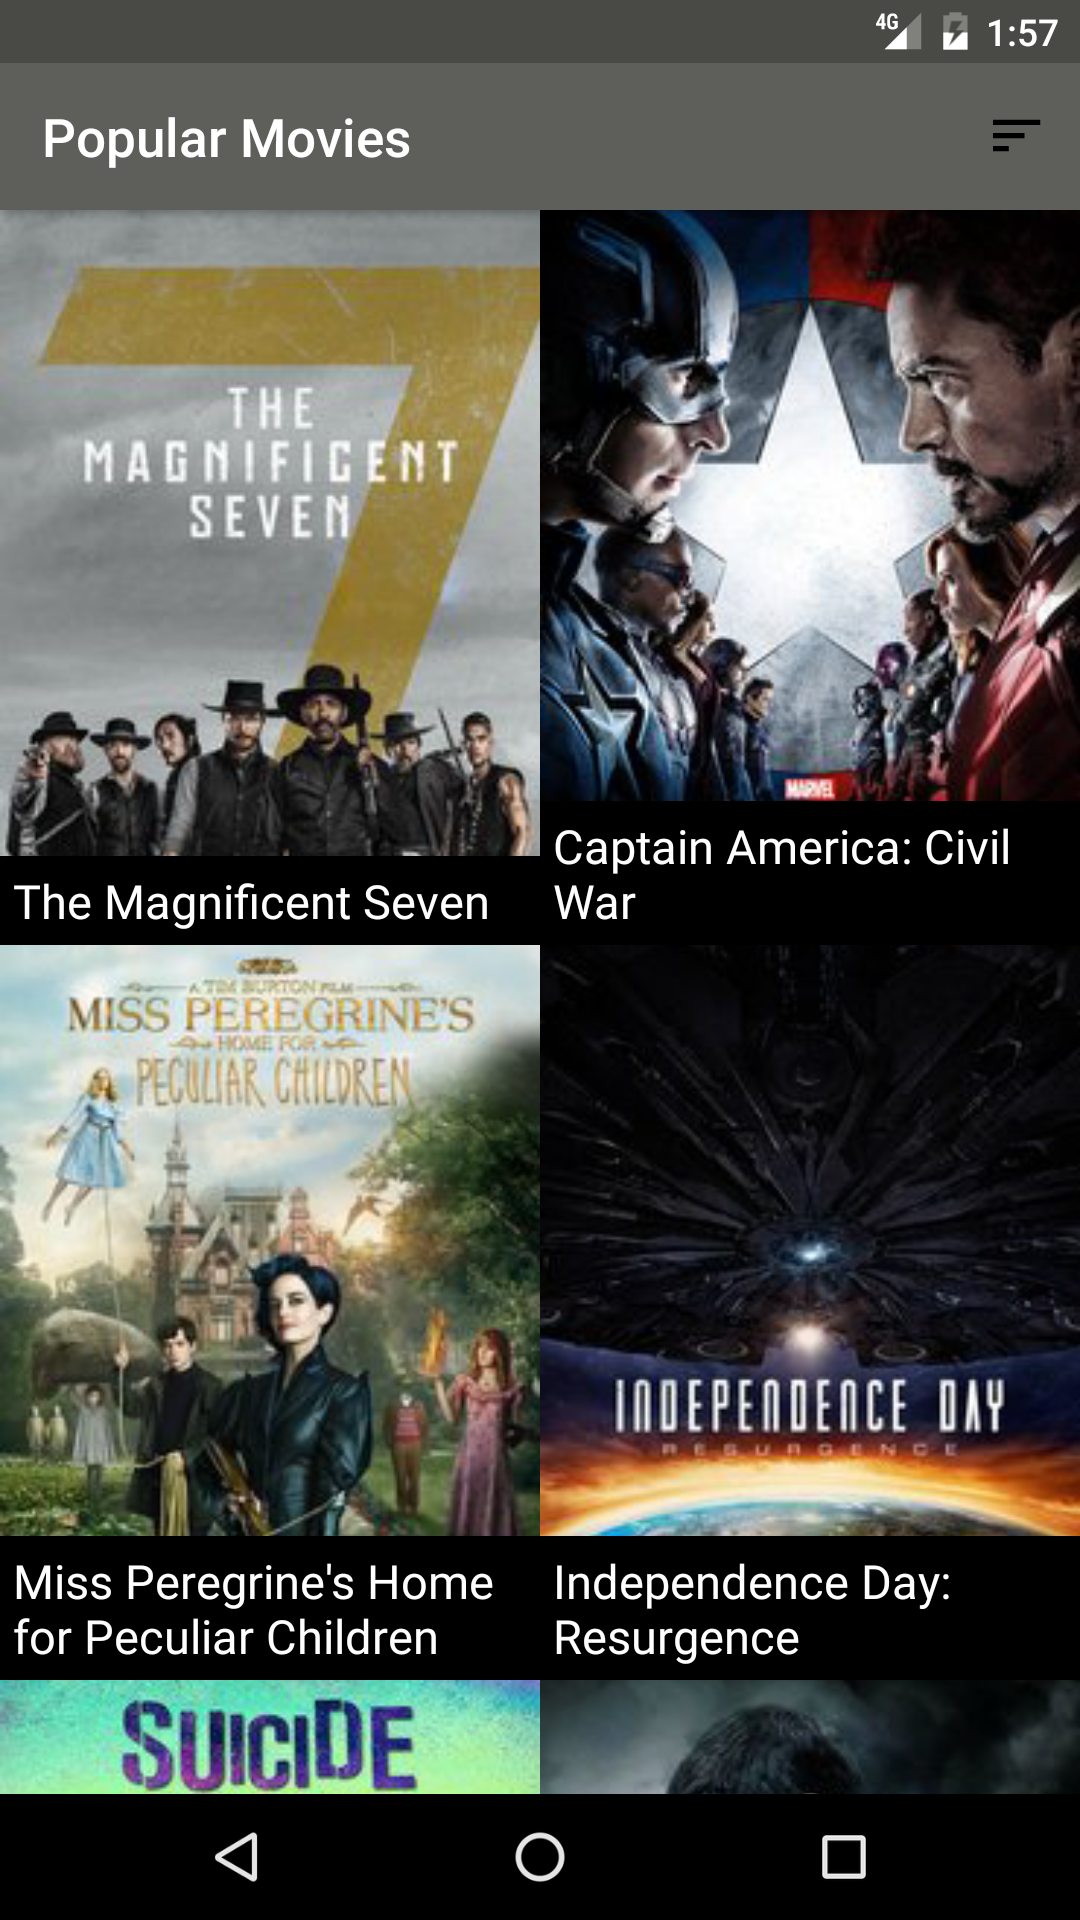 4G 1:57
Popular Movies
THE
MAGNIFICENT
SEVEN
MARVEL
The Magnificent Seven
Captain America: Civil
War
A TIM BURTON FILM
MISS PEREGRINE'S
HOME FOR
PECULIAR CHILDREN
INDEPENDENCE DAY
RESURGENCE
Miss Peregrine's Home
for Peculiar Children
Independence Day:
Resurgence
SUICIDE